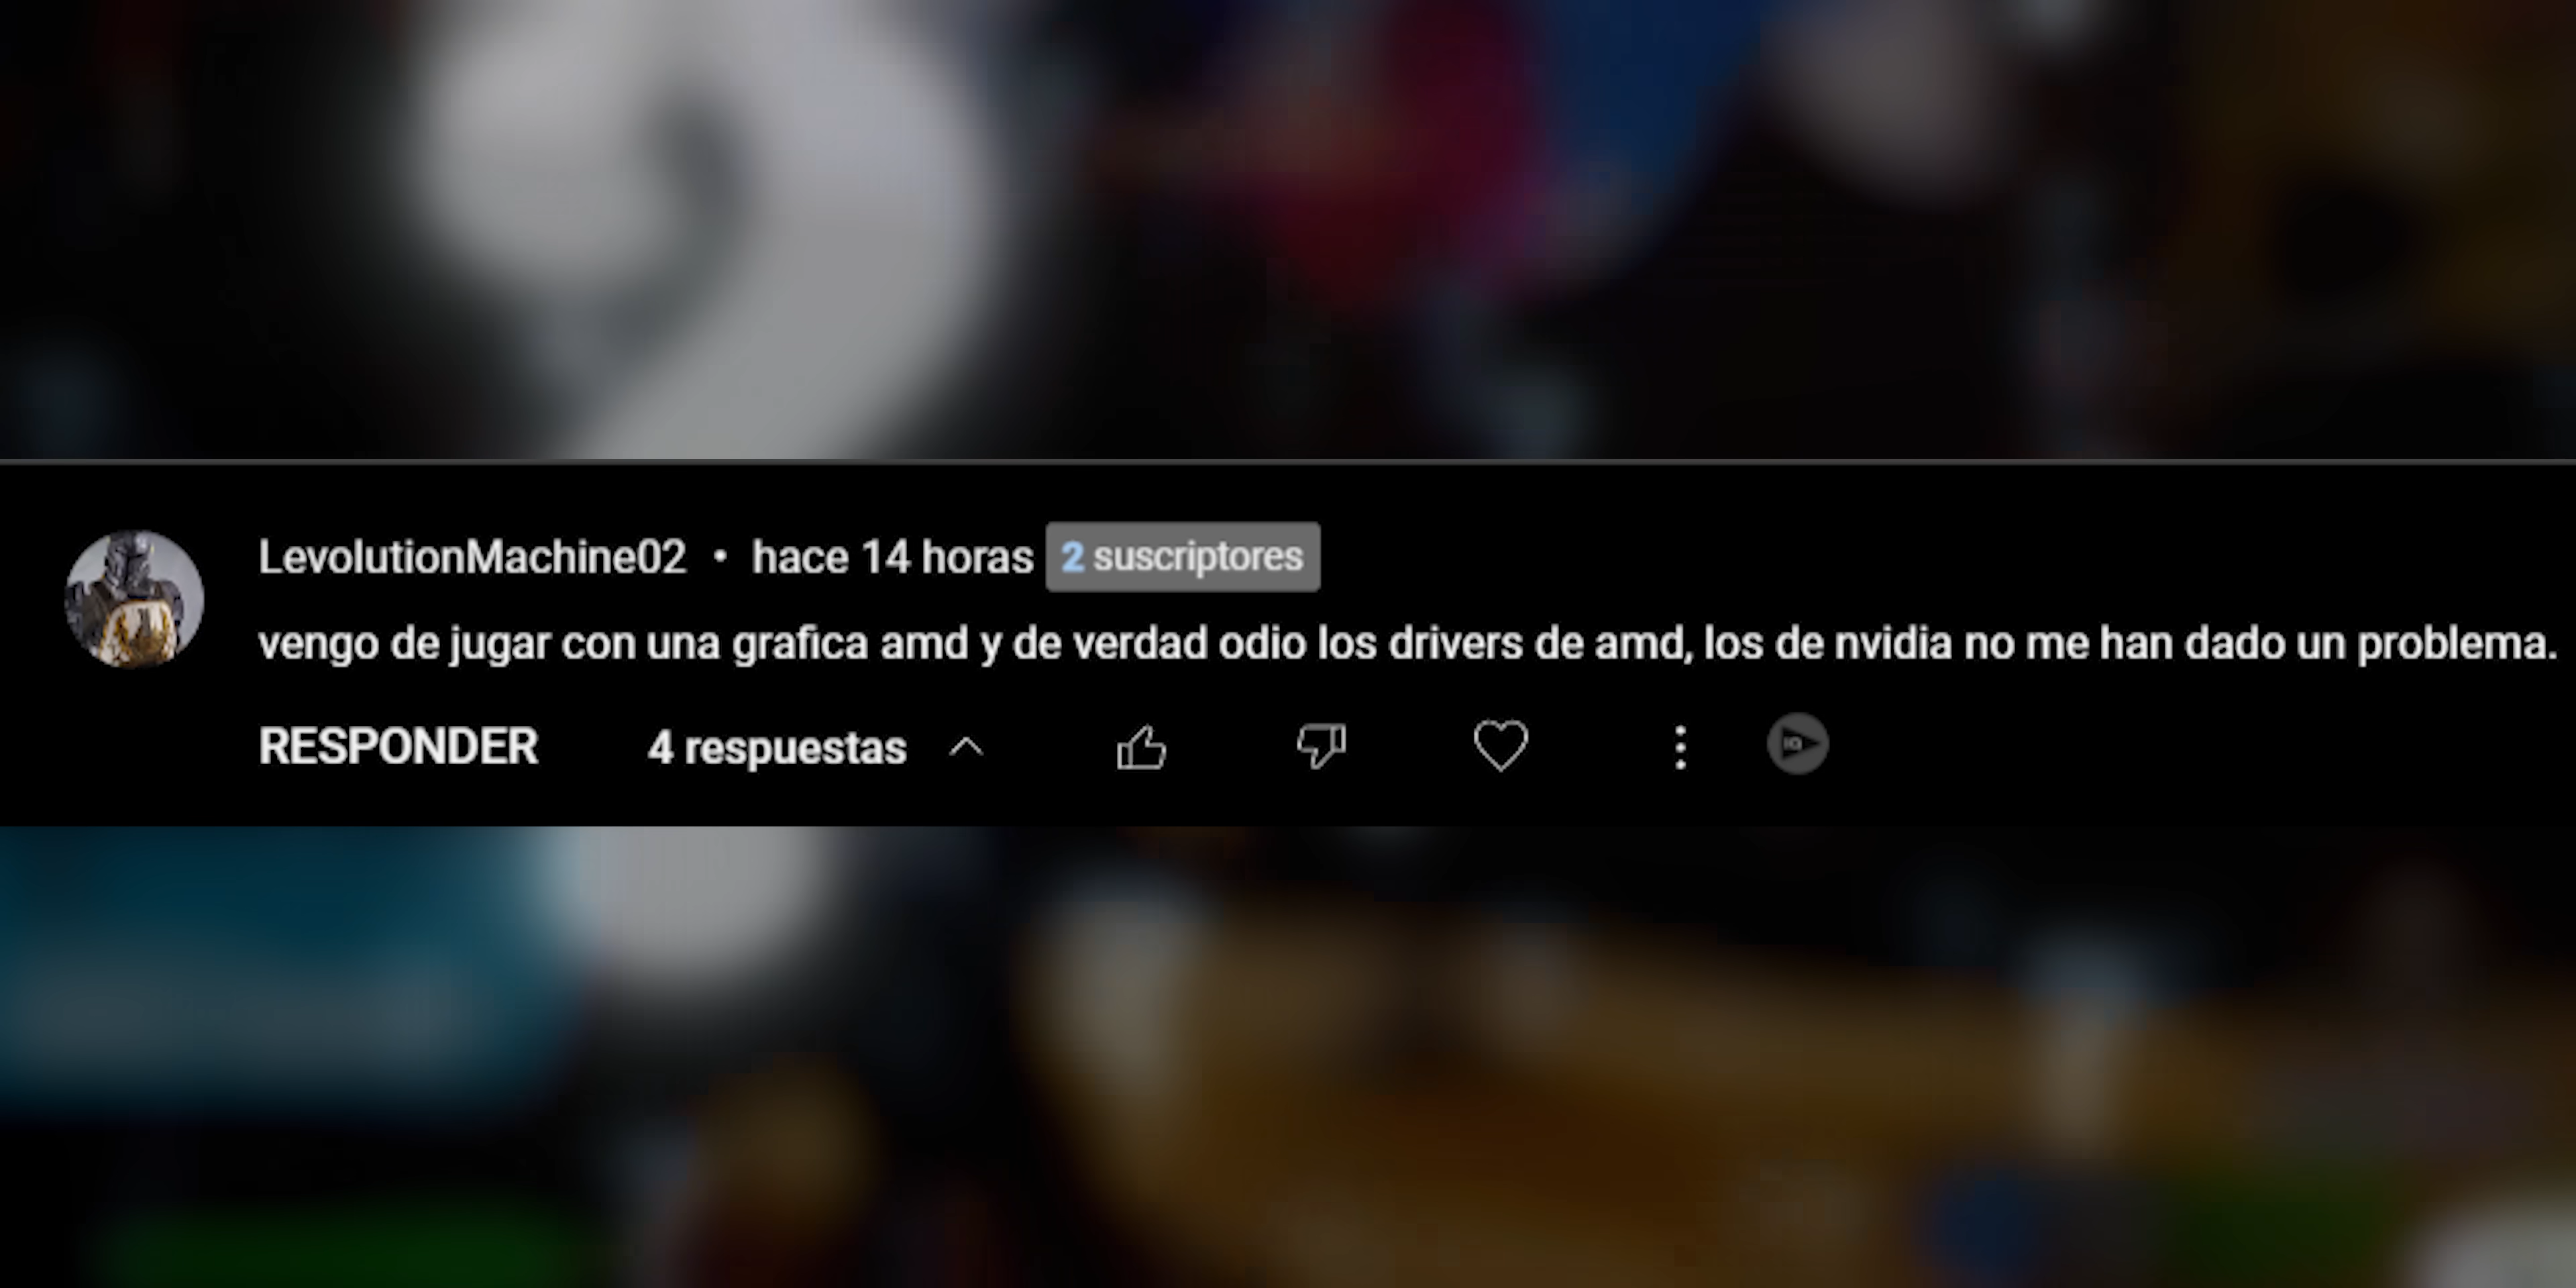 LevolutionMachine02 • hace 14 horas 2 suscriptores
vengo de jugar con una grafica amd y de verdad odio los drivers de amd, los de nvidia no me han dado un problema.
RESPONDER 4 respuestas